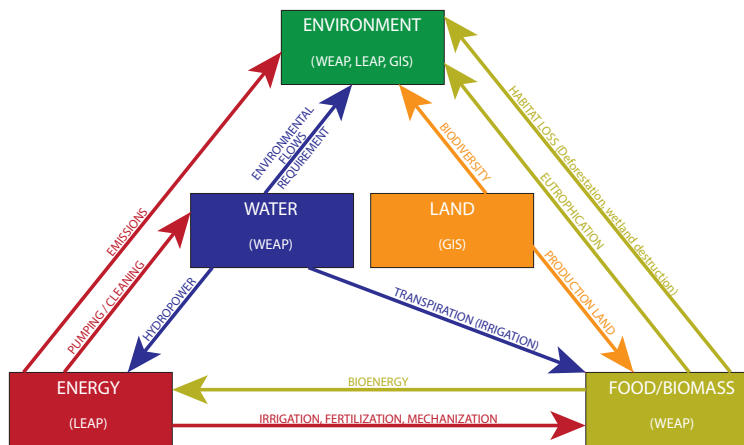 ENVIRONMENT
(WEAP, LEAP, GIS)
HABITAT LOSS (Deforestation, wetland destruction)
EUTROPHICATION
BIODIVERSITY
ENVIRONMENTAL
FLOWS
REQUIREMENT
EMISSIONS
WATER
(WEAP)
LAND
(GIS)
PUMPING / CLEANING
HYDROPOWER
TRANSPIRATION (IRRIGATION)
PRODUCTION LAND
ENERGY
(LEAP)
BIOENERGY
IRRIGATION, FERTILIZATION, MECHANIZATION
FOOD/BIOMASS
(WEAP)